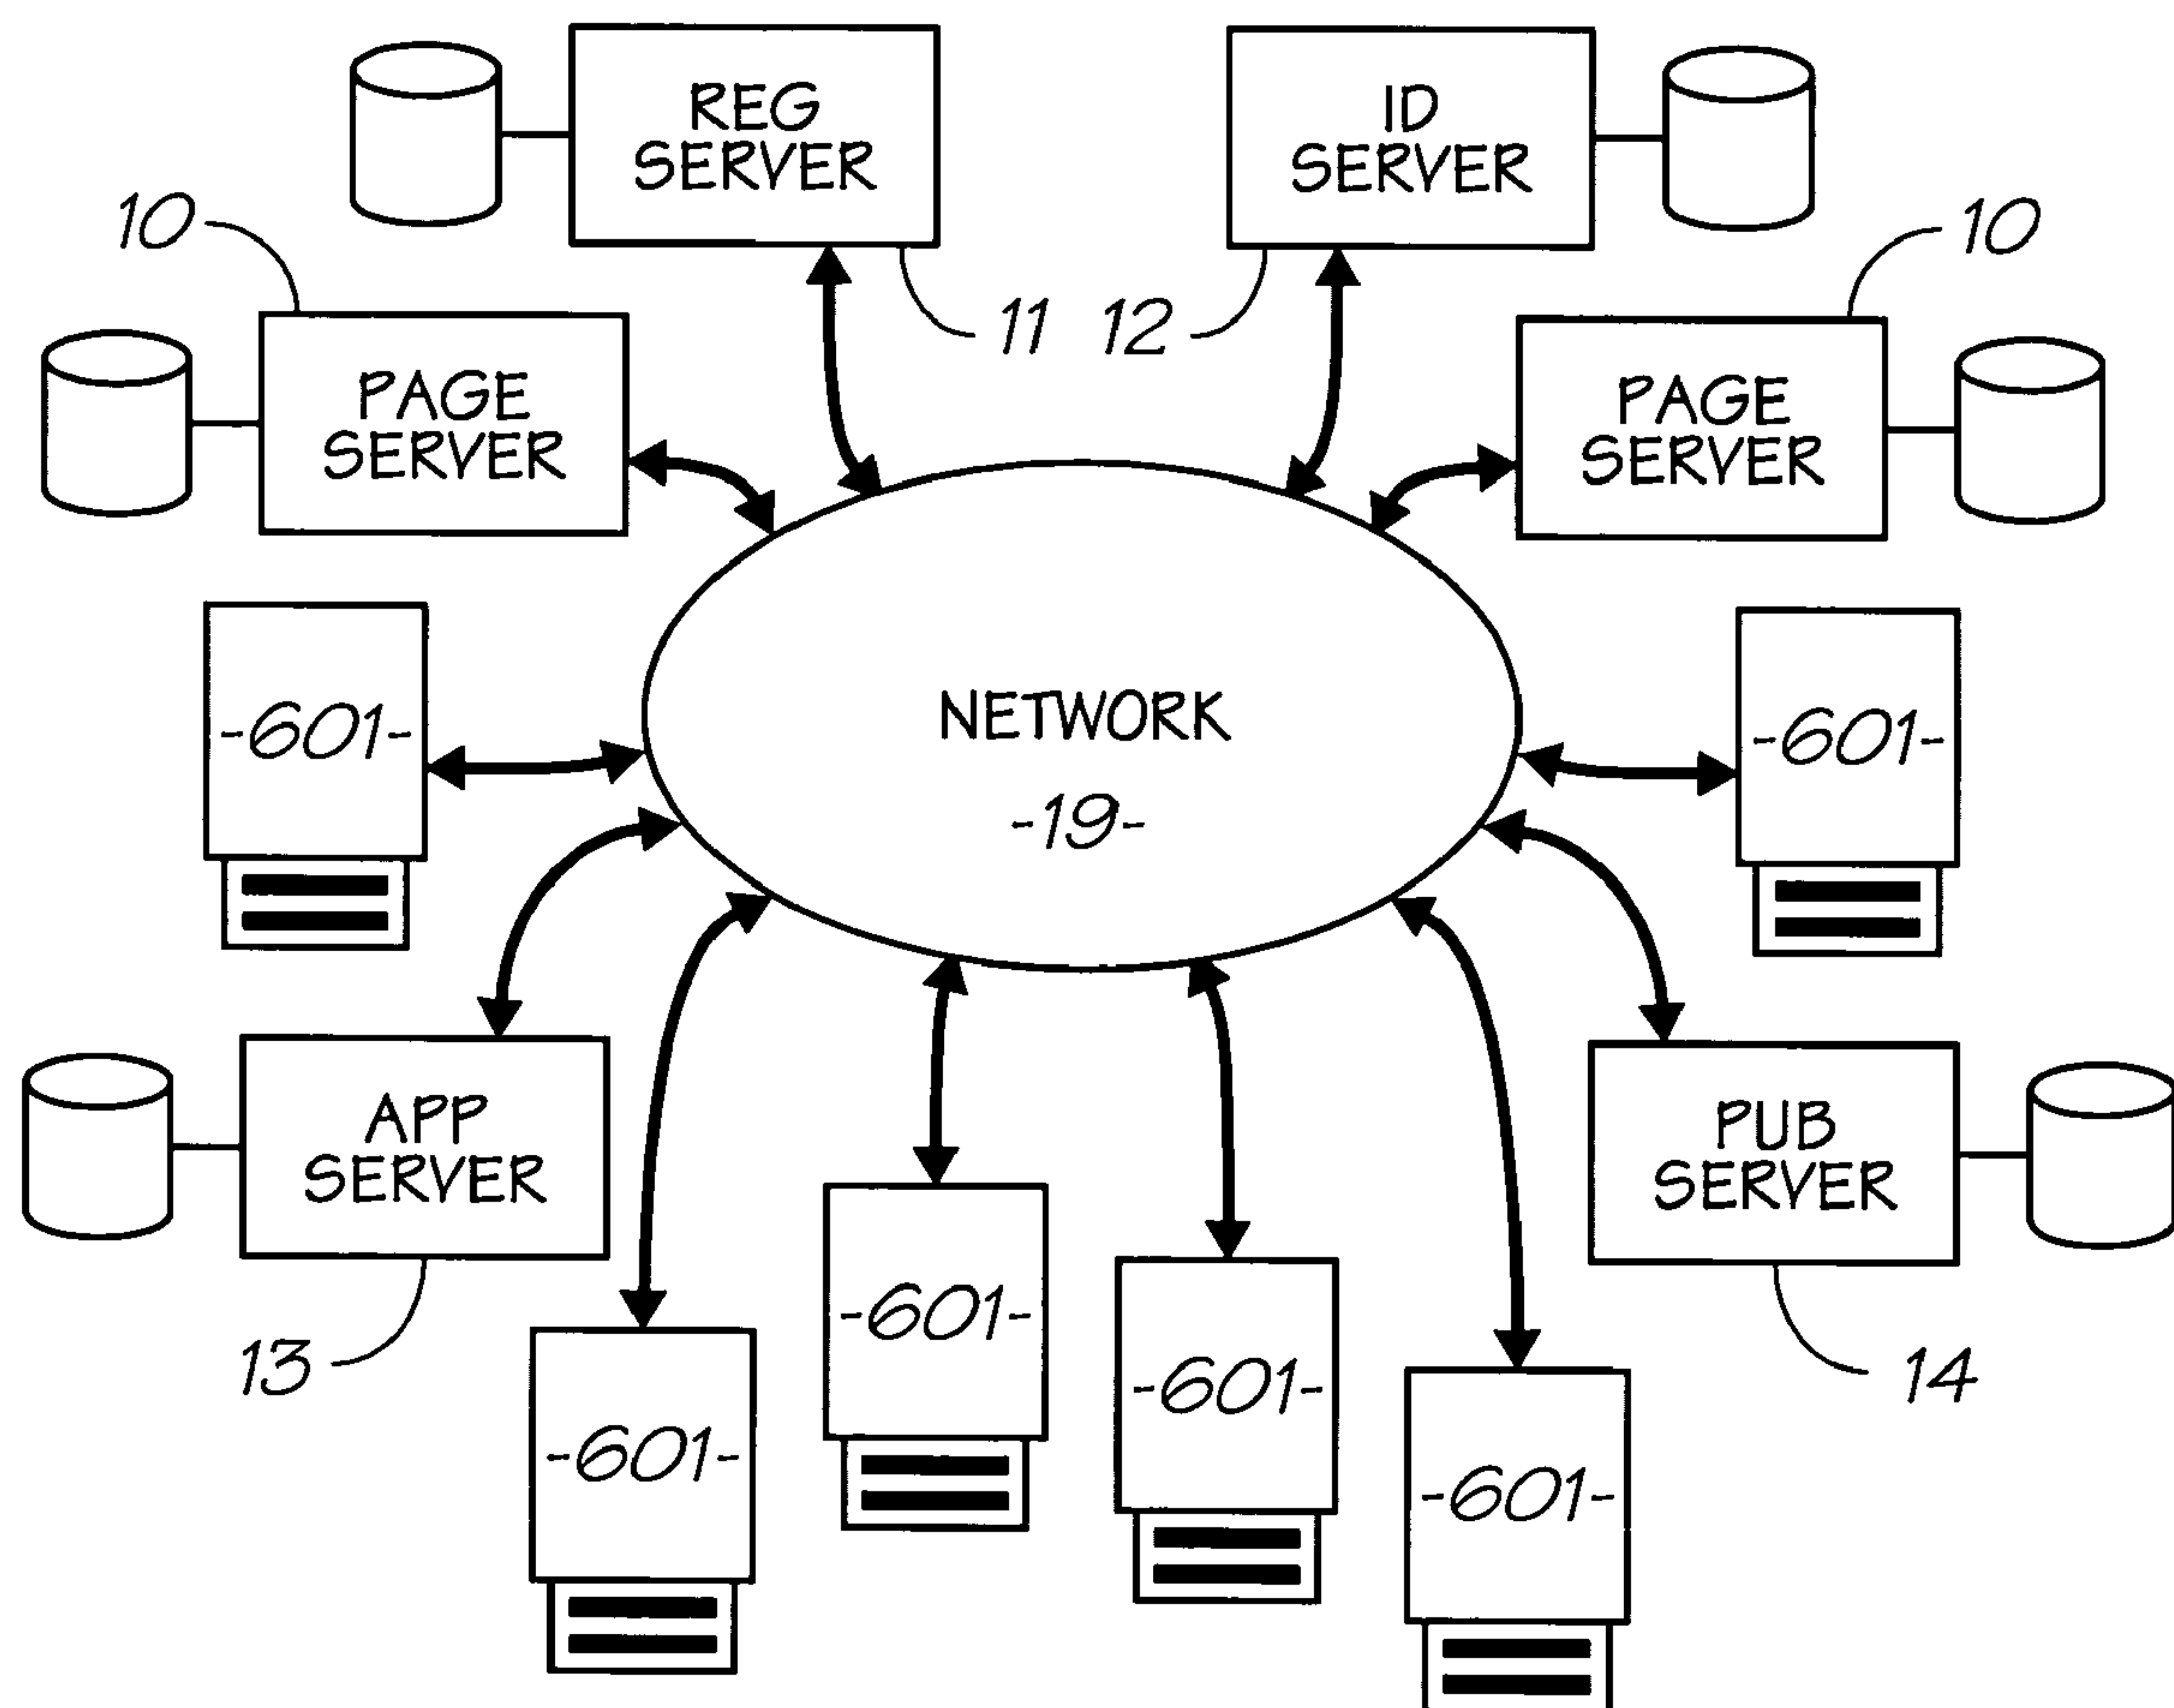 REG
SERVER
ID
SERVER
10
10
11
12
PAGE
SERVER
PAGE
SERVER
-601-
NETWORK
-19-
-601-
APP
SERVER
PUB
SERVER
13
-601-
-601-
-601-
-601-
14